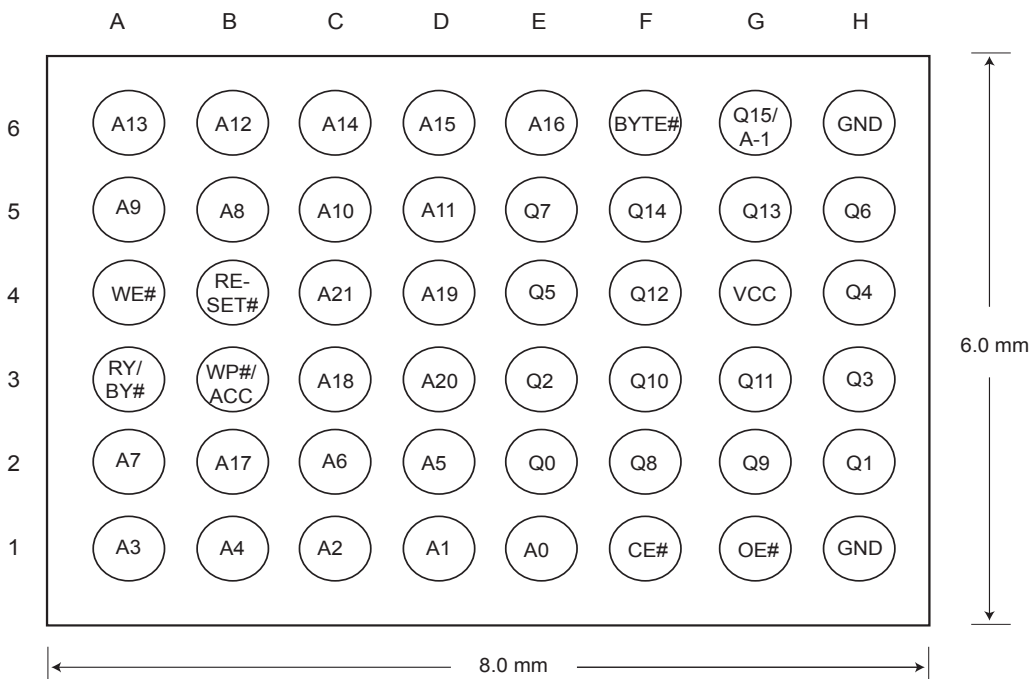 A B C D E F G H
6 A13 A12 A14 A15 A16 BYTE# Q15/ A-1 GND
5 A9 A8 A10 A11 Q7 Q14 Q13 Q6
4 WE# RE- SET# A21 A19 Q5 Q12 VCC Q4
3 RY/ BY# WP#/ ACC A18 A20 Q2 Q10 Q11 Q3
6.0 mm
2 A7 A17 A6 A5 Q0 Q8 Q9 Q1
1 A3 A4 A2 A1 A0 CE# OE# GND
8.0 mm